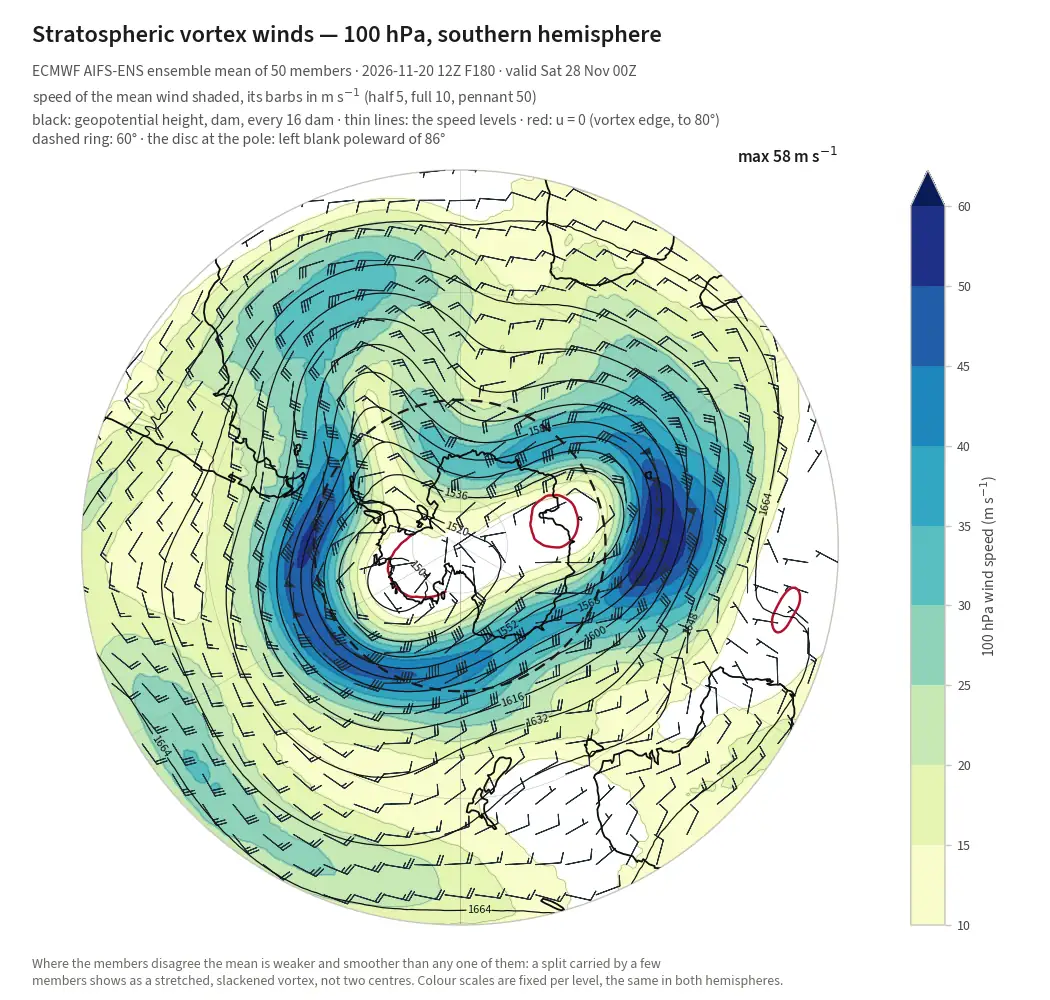 Stratospheric vortex winds — 100 hPa, southern hemisphere
ECMWF AIFS-ENS ensemble mean of 50 members · 2026-11-20 12Z F180 · valid Sat 28 Nov 00Z
speed of the mean wind shaded, its barbs in m s⁻¹ (half 5, full 10, pennant 50)
black: geopotential height, dam, every 16 dam · thin lines: the speed levels · red: u = 0 (vortex edge, to 80°)
dashed ring: 60° · the disc at the pole: left blank poleward of 86°
max 58 m s⁻¹
60
50
45
40
35
30
25
20
15
10
100 hPa wind speed (m s⁻¹)
1536
1520
1664
1568
1552
1600
1648
1616
1632
1664
1664
Where the members disagree the mean is weaker and smoother than any one of them: a split carried by a few
members shows as a stretched, slackened vortex, not two centres. Colour scales are fixed per level, the same in both hemispheres.